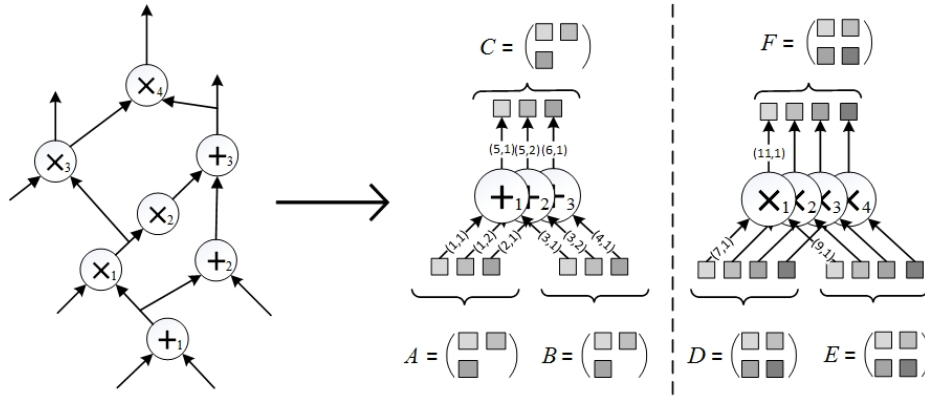 ×4
×3
+3
×2
×1
+2
+1
C =
(5,1) (5,2) (6,1)
+1 +2 +3
(1,1) (1,2) (2,1) (3,1) (3,2) (4,1)
A = B =
F =
(11,1)
×1 ×2 ×3 ×4
(7,1) (9,1)
D = E =